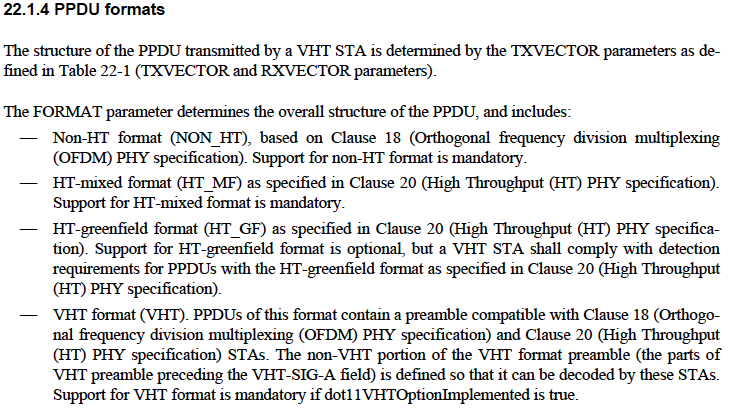 22.1.4 PPDU formats
The structure of the PPDU transmitted by a VHT STA is determined by the TXVECTOR parameters as de-
fined in Table 22-1 (TXVECTOR and RXVECTOR parameters).
The FORMAT parameter determines the overall structure of the PPDU, and includes:
— Non-HT format (NON_HT), based on Clause 18 (Orthogonal frequency division multiplexing
(OFDM) PHY specification). Support for non-HT format is mandatory.
— HT-mixed format (HT_MF) as specified in Clause 20 (High Throughput (HT) PHY specification).
Support for HT-mixed format is mandatory.
— HT-greenfield format (HT_GF) as specified in Clause 20 (High Throughput (HT) PHY specifica-
tion). Support for HT-greenfield format is optional, but a VHT STA shall comply with detection
requirements for PPDUs with the HT-greenfield format as specified in Clause 20 (High Throughput
(HT) PHY specification).
— VHT format (VHT). PPDUs of this format contain a preamble compatible with Clause 18 (Orthogo-
nal frequency division multiplexing (OFDM) PHY specification) and Clause 20 (High Throughput
(HT) PHY specification) STAs. The non-VHT portion of the VHT format preamble (the parts of
VHT preamble preceding the VHT-SIG-A field) is defined so that it can be decoded by these STAs.
Support for VHT format is mandatory if dot11VHTOptionImplemented is true.